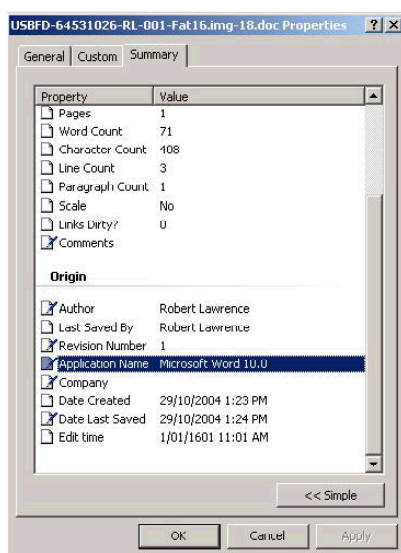 USBFD-64531026-RL-001-Fat16.img-18.doc Properties
General Custom Summary
Property Value
Pages 1
Word Count 71
Character Count 408
Line Count 3
Paragraph Count 1
Scale No
Links Dirty? 0
Comments
Origin
Author Robert Lawrence
Last Saved By Robert Lawrence
Revision Number 1
Application Name Microsoft Word 10.0
Company
Date Created 29/10/2004 1:23 PM
Date Last Saved 29/10/2004 1:24 PM
Edit time 1/01/1601 11:01 AM
<< Simple
OK Cancel Apply